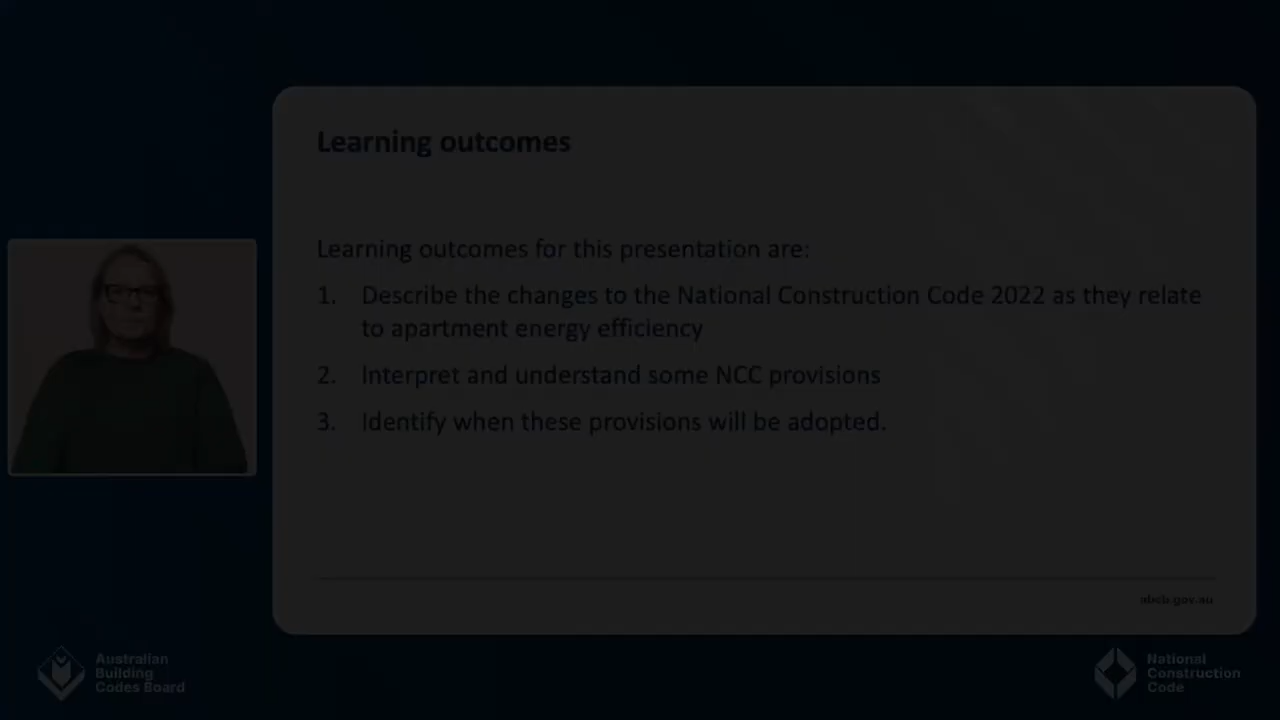 Learning outcomes
Learning outcomes for this presentation are:
1. Describe the changes to the National Construction Code 2022 as they relate
to apartment energy efficiency
2. Interpret and understand some NCC provisions
3. Identify when these provisions will be adopted.
abcb.gov.au
Australian
Building
Codes Board
National
Construction
Code